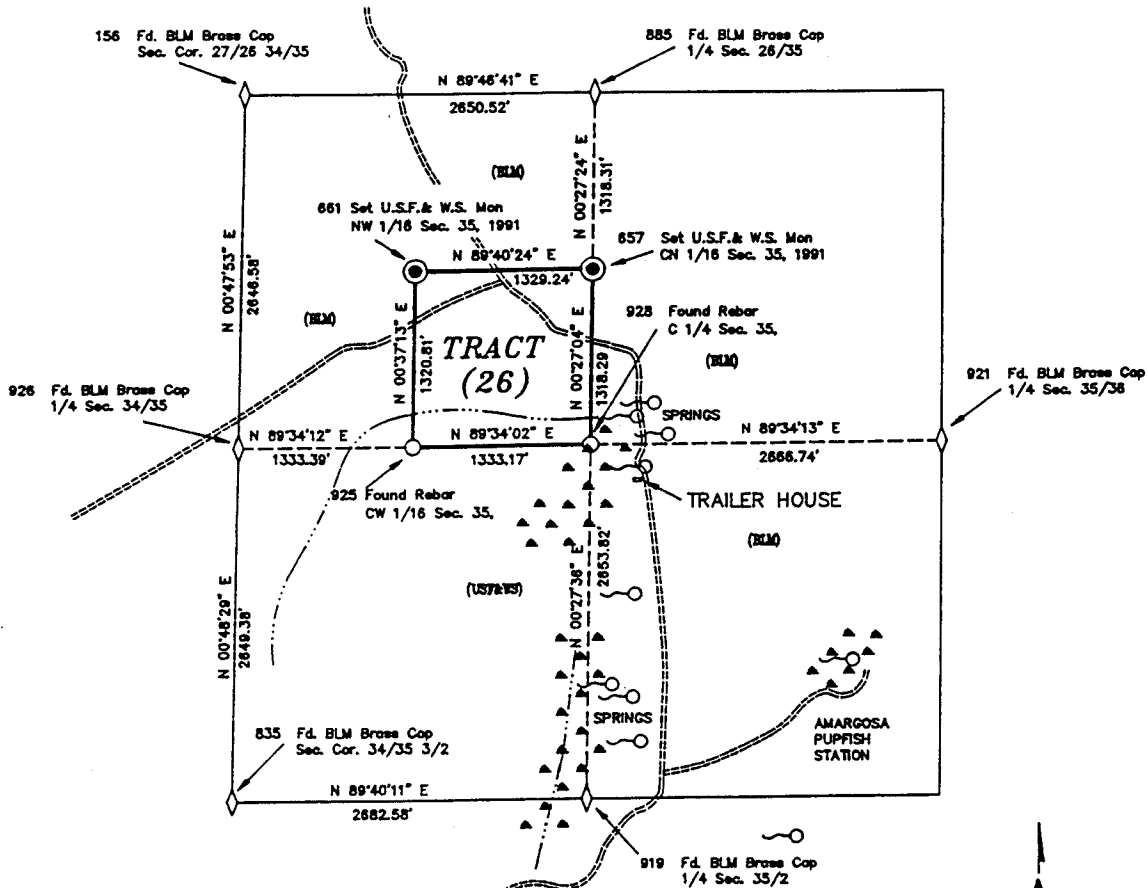 156 Fd. BLM Brass Cap
Sec. Cor. 27/26 34/35
885 Fd. BLM Brass Cap
1/4 Sec. 26/35
N 89°46'41" E
2650.52'
(BLM)
N 00°27'24" E
1318.31'
661 Set U.S.F.& W.S. Mon
NW 1/16 Sec. 35, 1991
657 Set U.S.F.& W.S. Mon
CN 1/16 Sec. 35, 1991
N 89°40'24" E
1329.24'
N 00°47'53" E
2646.58'
(BLM)
N 00°37'13" E
1320.81'
TRACT
(26)
N 00°27'04" E
1318.29
928 Found Rebar
C 1/4 Sec. 35,
(BLM)
926 Fd. BLM Brass Cap
1/4 Sec. 34/35
921 Fd. BLM Brass Cap
1/4 Sec. 35/36
SPRINGS
N 89°34'12" E
1333.39'
N 89°34'02" E
1333.17'
N 89°34'13" E
2666.74'
925 Found Rebar
CW 1/16 Sec. 35,
TRAILER HOUSE
(BLM)
(USF&WS)
N 00°27'36" E
2653.82'
N 00°48'29" E
2649.38'
SPRINGS
AMARGOSA
PUPFISH
STATION
835 Fd. BLM Brass Cap
Sec. Cor. 34/35 3/2
N 89°40'11" E
2682.58'
919 Fd. BLM Brass Cap
1/4 Sec. 35/2